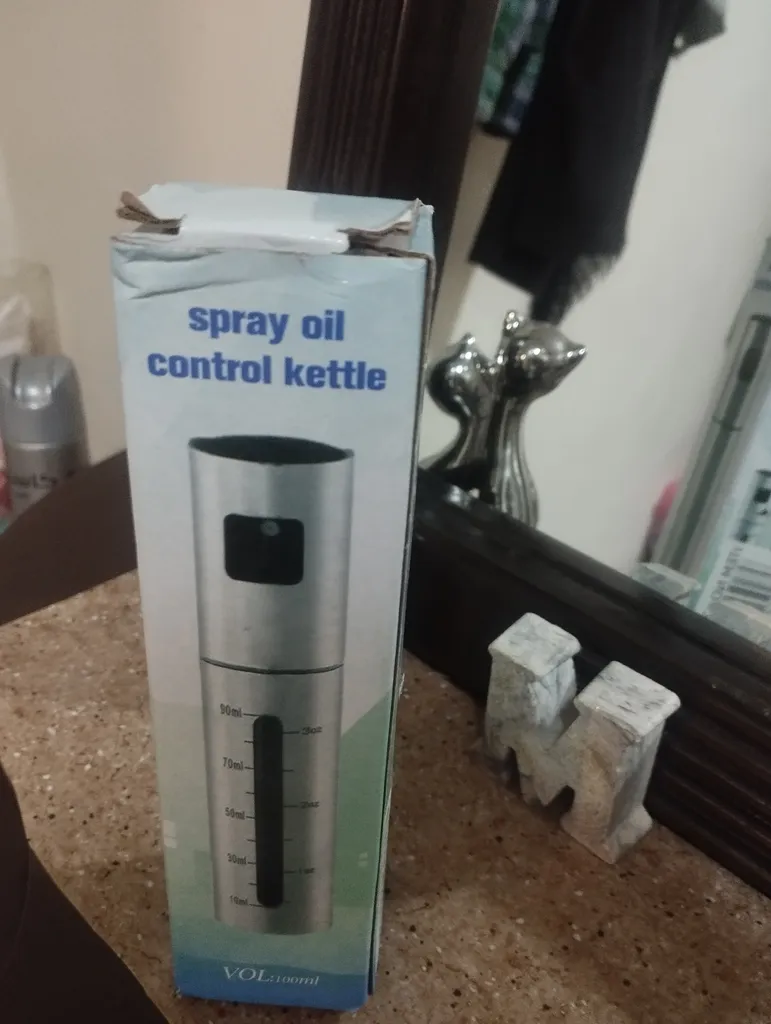 spray oil
control kettle
90ml
3oz
70ml
2oz
50ml
30ml
1oz
10ml
VOL:100ml